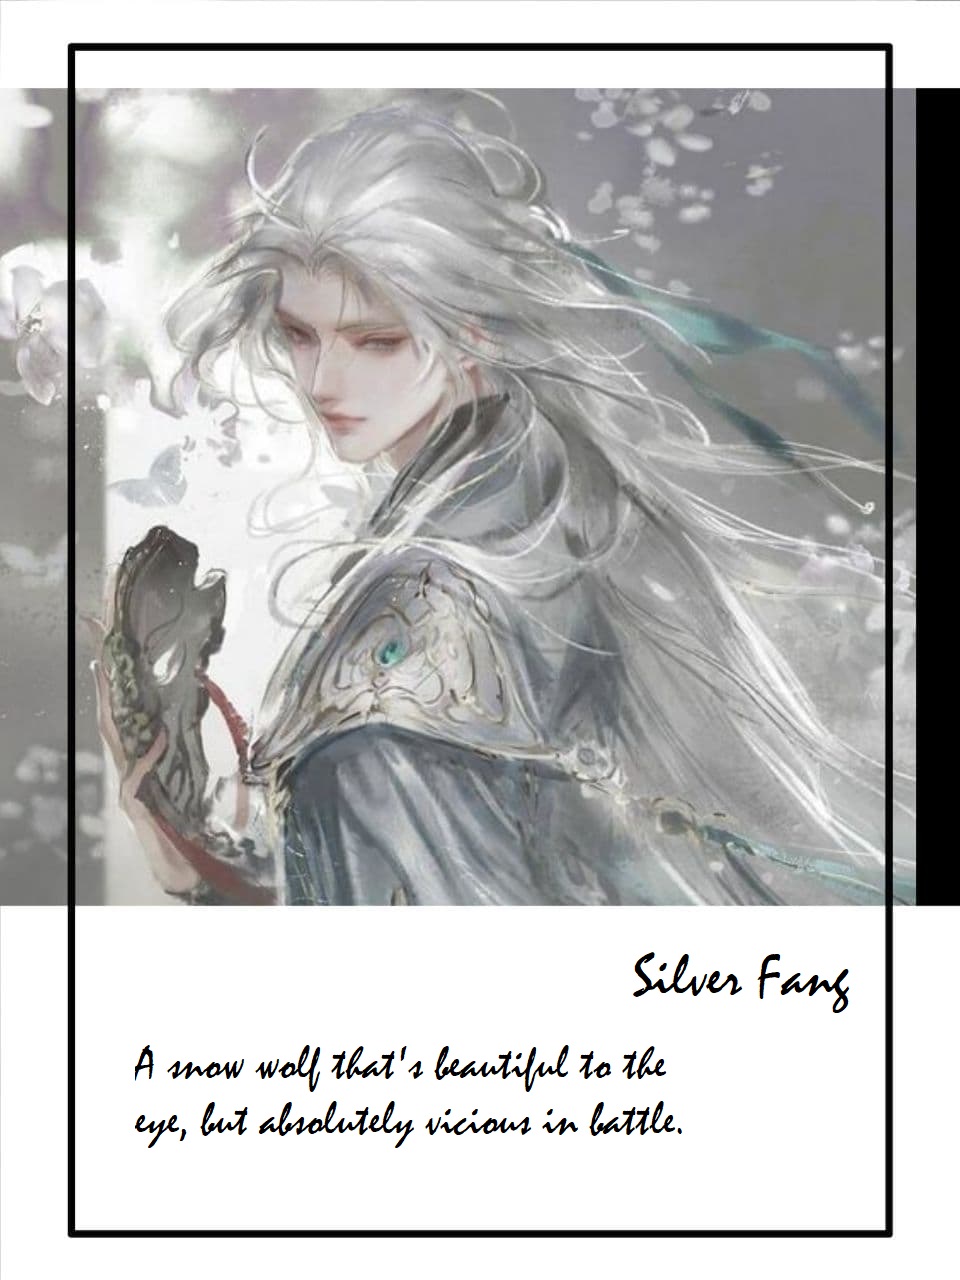 Silver Fang
A snow wolf that's beautiful to the
eye, but absolutely vicious in battle.